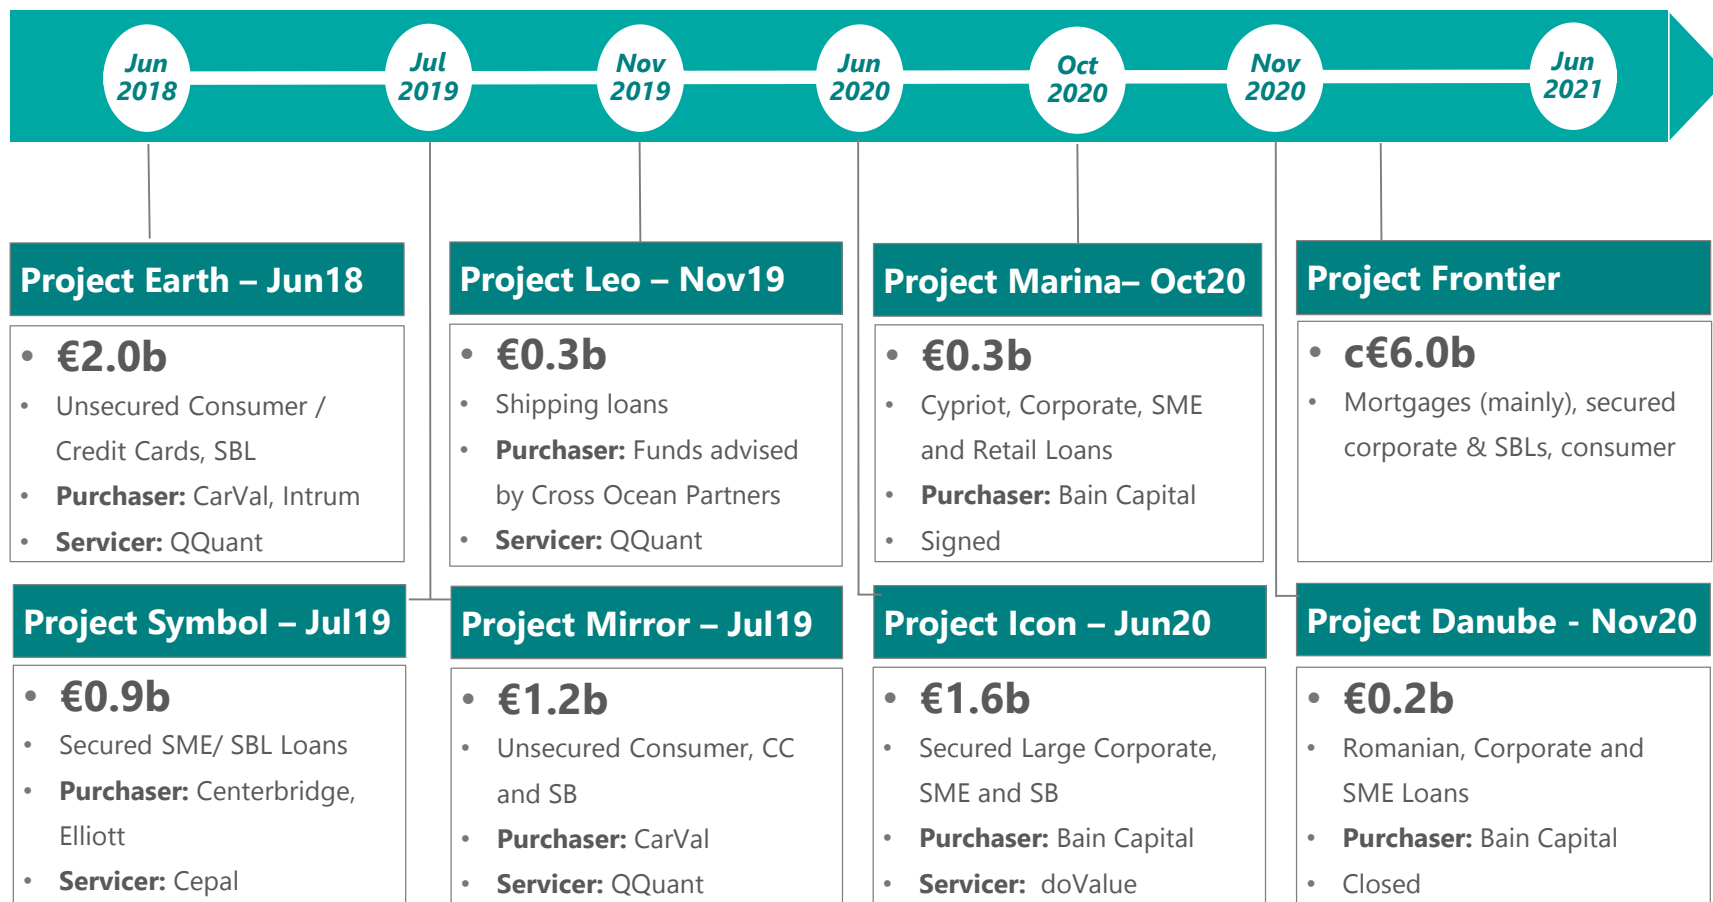 Jun
2018
Jul
2019
Nov
2019
Jun
2020
Oct
2020
Nov
2020
Jun
2021
Project Earth – Jun18
• €2.0b
• Unsecured Consumer /
Credit Cards, SBL
• Purchaser: CarVal, Intrum
• Servicer: QQuant
Project Leo – Nov19
• €0.3b
• Shipping loans
• Purchaser: Funds advised
by Cross Ocean Partners
• Servicer: QQuant
Project Marina– Oct20
• €0.3b
• Cypriot, Corporate, SME
and Retail Loans
• Purchaser: Bain Capital
• Signed
Project Frontier
• c€6.0b
• Mortgages (mainly), secured
corporate & SBLs, consumer
Project Symbol – Jul19
• €0.9b
• Secured SME/ SBL Loans
• Purchaser: Centerbridge,
Elliott
• Servicer: Cepal
Project Mirror – Jul19
• €1.2b
• Unsecured Consumer, CC
and SB
• Purchaser: CarVal
• Servicer: QQuant
Project Icon – Jun20
• €1.6b
• Secured Large Corporate,
SME and SB
• Purchaser: Bain Capital
• Servicer: doValue
Project Danube - Nov20
• €0.2b
• Romanian, Corporate and
SME Loans
• Purchaser: Bain Capital
• Closed